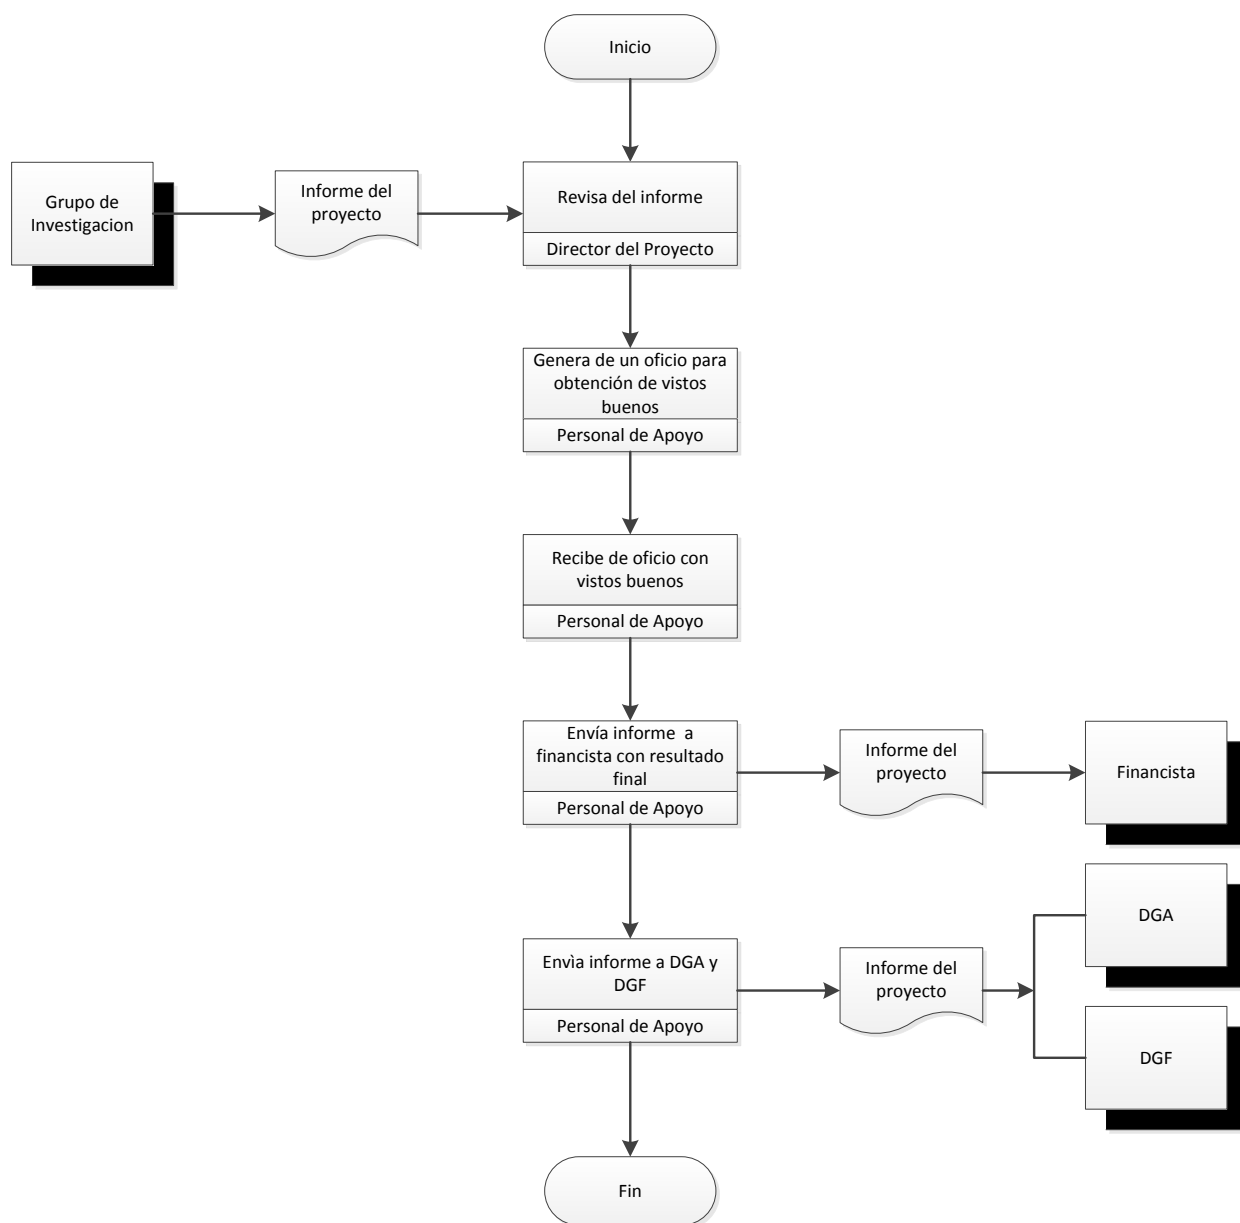 Inicio
Grupo de
Investigacion
Informe del
proyecto
Revisa del informe
Director del Proyecto
Genera de un oficio para
obtención de vistos
buenos
Personal de Apoyo
Recibe de oficio con
vistos buenos
Personal de Apoyo
Envía informe a
financista con resultado
final
Personal de Apoyo
Informe del
proyecto
Financista
Envìa informe a DGA y
DGF
Personal de Apoyo
Informe del
proyecto
DGA
DGF
Fin